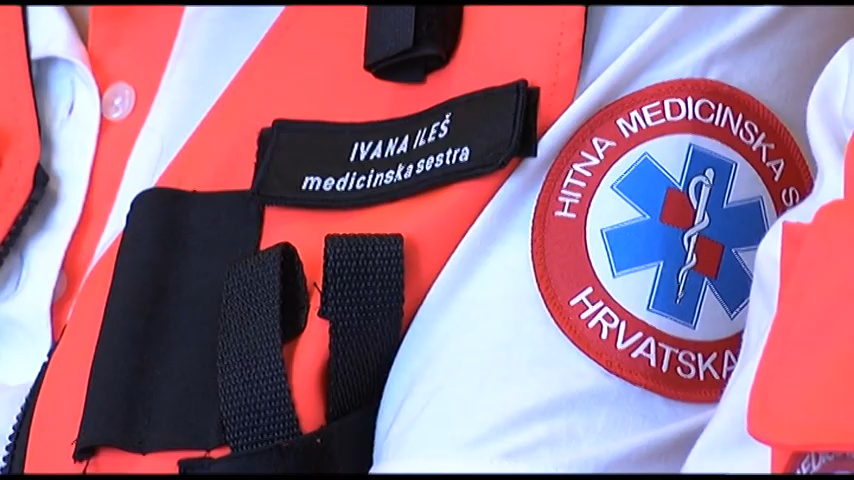 IVANA ILEŠ
medicinska sestra
HITNA MEDICINSKA
HRVATSKA